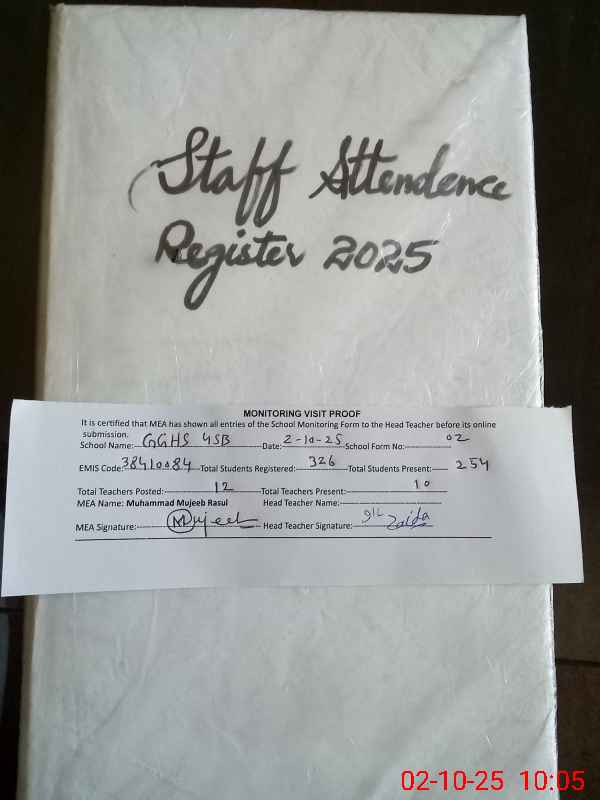 Staff Attendence
Register 2025
MONITORING VISIT PROOF
It is certified that MEA has shown all entries of the School Monitoring Form to the Head Teacher before its online
submission.
School Name: GGHS 4SB Date: 2-10-25 School Form No: 02
EMIS Code: 38410084 Total Students Registered: 326 Total Students Present: 254
Total Teachers Posted: 12 Total Teachers Present: 10
MEA Name: Muhammad Mujeeb Rasul Head Teacher Name:
MEA Signature: Mujeeb Head Teacher Signature: Zaida
02-10-25 10:05